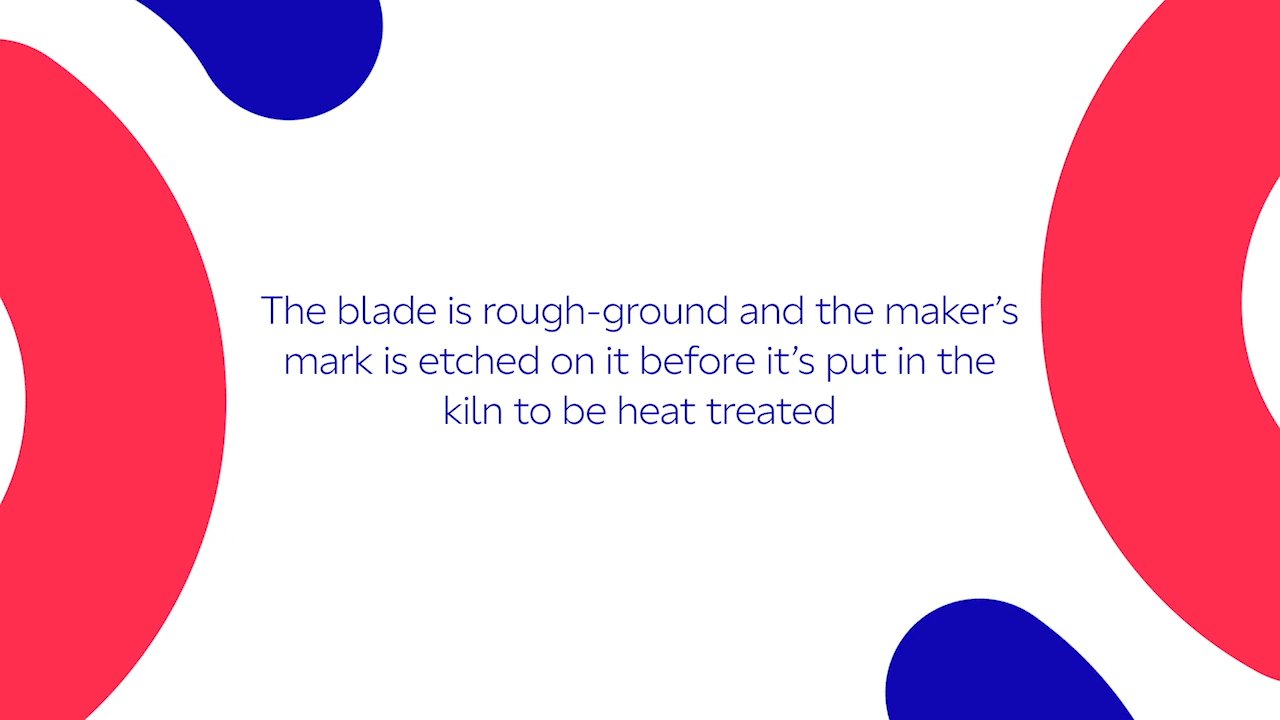 The blade is rough-ground and the maker’s
mark is etched on it before it’s put in the
kiln to be heat treated